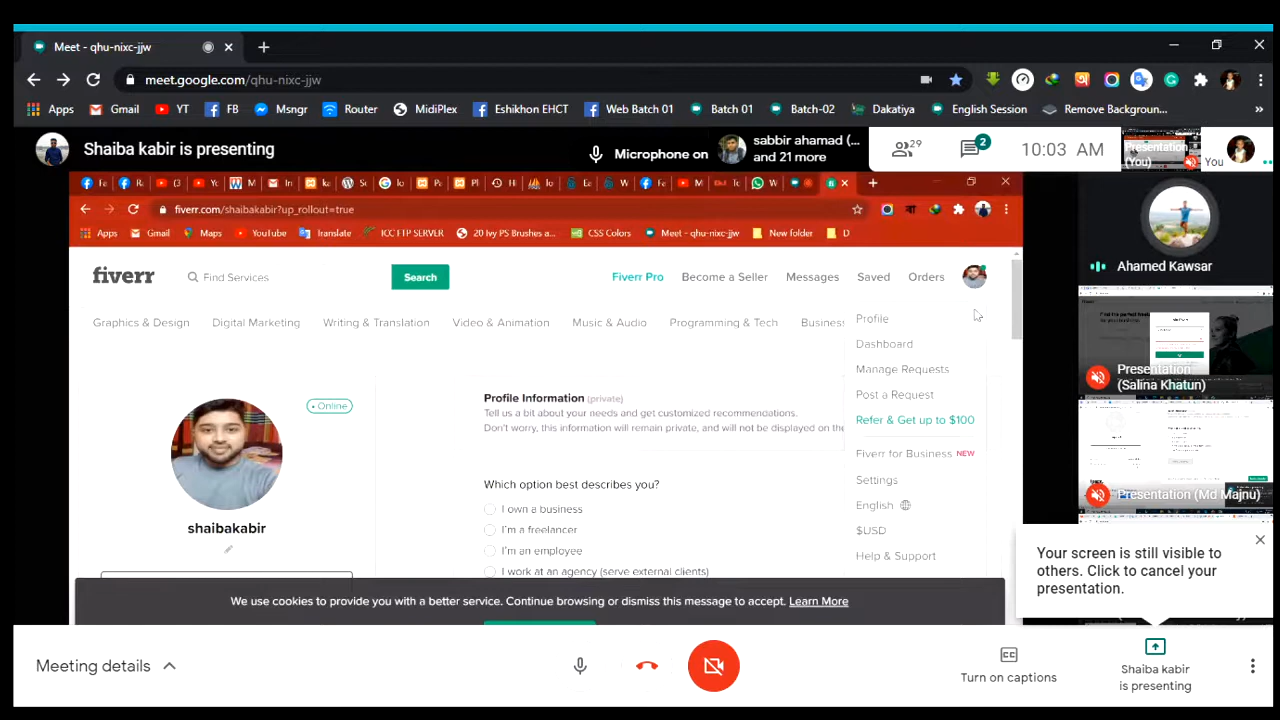 Meet - qhu-nixc-jjw
meet.google.com/qhu-nixc-jjw
Apps Gmail YT FB Msngr Router MidiPlex Eshikhon EHCT Web Batch 01 Batch 01 Batch-02 Dakatiya English Session Remove Backgroun... »
Shaiba kabir is presenting
Microphone on
sabbir ahamad (...
and 21 more
29
2
10:03 AM
Presentation
(You)
You
fiverr.com/shaibakabir?up_rollout=true
Apps Gmail Maps YouTube Translate ICC FTP SERVER 20 Ivy PS Brushes a... CSS Colors Meet - qhu-nixc-jjw New folder D
fiverr
Find Services
Search
Fiverr Pro Become a Seller Messages Saved Orders
Graphics & Design Digital Marketing Writing & Translation Video & Animation Music & Audio Programming & Tech Business
Profile
Dashboard
Manage Requests
Post a Request
Refer & Get up to $100
Fiverr for Business NEW
Settings
English
$USD
Help & Support
Online
shaibakabir
Profile Information (private)
us a bit about your needs and get customized recommendations.
't worry, this information will remain private, and will not be displayed on the
Which option best describes you?
I own a business
I'm a freelancer
I'm an employee
I work at an agency (serve external clients)
We use cookies to provide you with a better service. Continue browsing or dismiss this message to accept. Learn More
Ahamed Kawsar
Presentation
(Salina Khatun)
Presentation (Md Majnu)
Your screen is still visible to
others. Click to cancel your
presentation.
Meeting details
Turn on captions
Shaiba kabir
is presenting